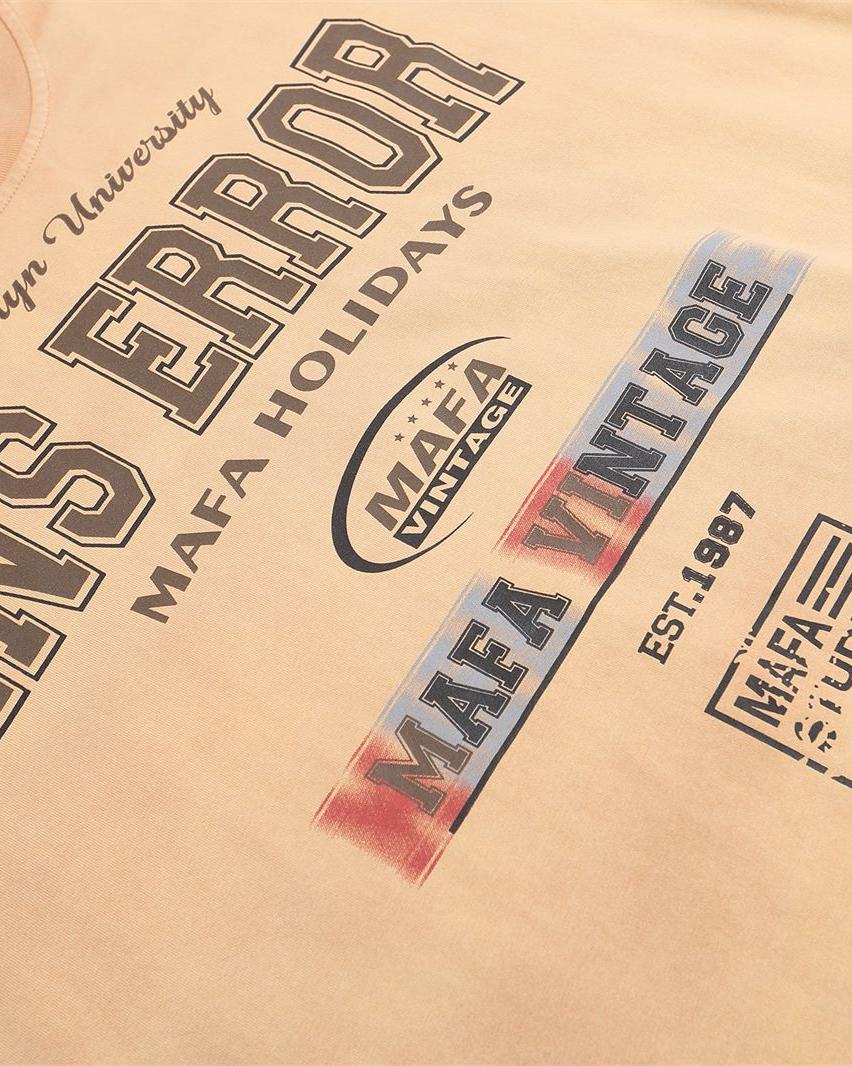 University
ERROR
MAFA HOLIDAYS
MAFA
VINTAGE
MAFA VINTAGE
EST.1987
MAFA